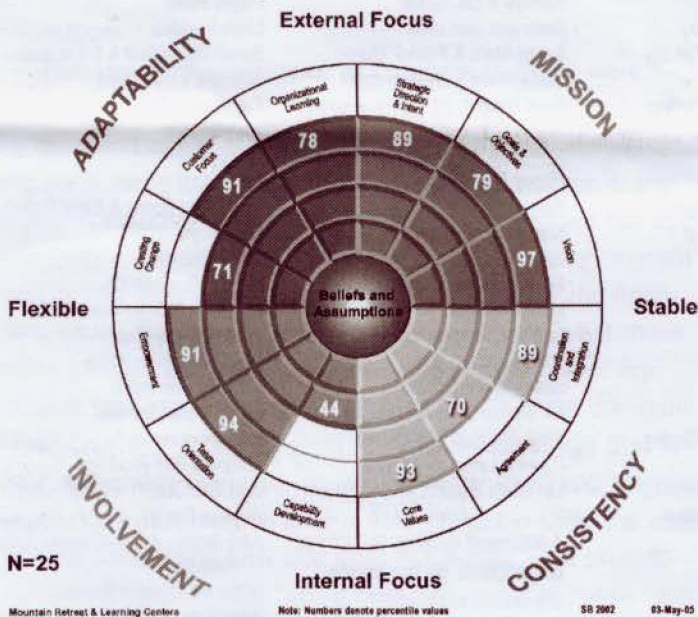 External Focus
ADAPTABILITY
MISSION
Organizational
Learning
Strategic
Direction
& Intent
Customer
Focus
Goals &
Objectives
78
89
91
79
Creating
Change
Vision
71
97
Flexible
Beliefs and
Assumptions
Stable
Empowerment
91
89
Coordination
and
Integration
94
44
70
Team
Orientation
93
Agreement
Capability
Development
Core
Values
INVOLVEMENT
CONSISTENCY
N=25
Internal Focus
Mountain Retreat & Learning Centers
Note: Numbers denote percentile values
SB 2002
03-May-05